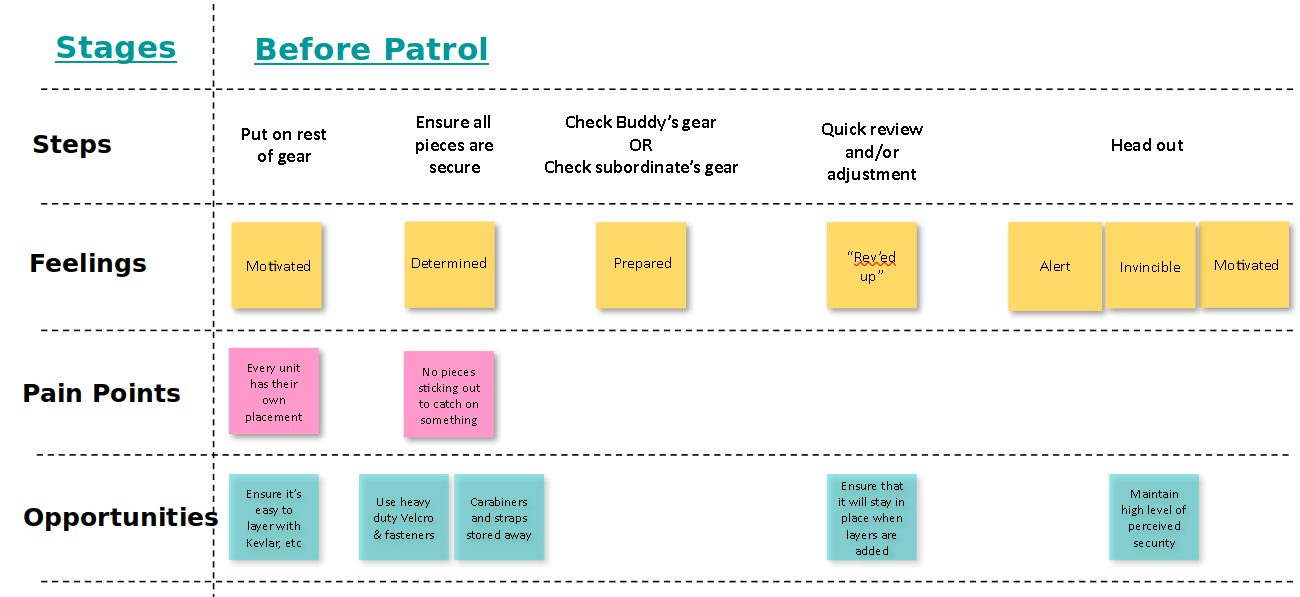 Stages
Before Patrol
Steps
Put on rest
of gear
Ensure all
pieces are
secure
Check Buddy’s gear
OR
Check subordinate’s gear
Quick review
and/or
adjustment
Head out
Feelings
Motivated
Determined
Prepared
“Rev’ed
up”
Alert
Invincible
Motivated
Pain Points
Every unit
has their
own
placement
No pieces
sticking out
to catch on
something
Opportunities
Ensure it’s
easy to
layer with
Kevlar, etc
Use heavy
duty Velcro
& fasteners
Carabiners
and straps
stored away
Ensure that
it will stay in
place when
layers are
added
Maintain
high level of
perceived
security